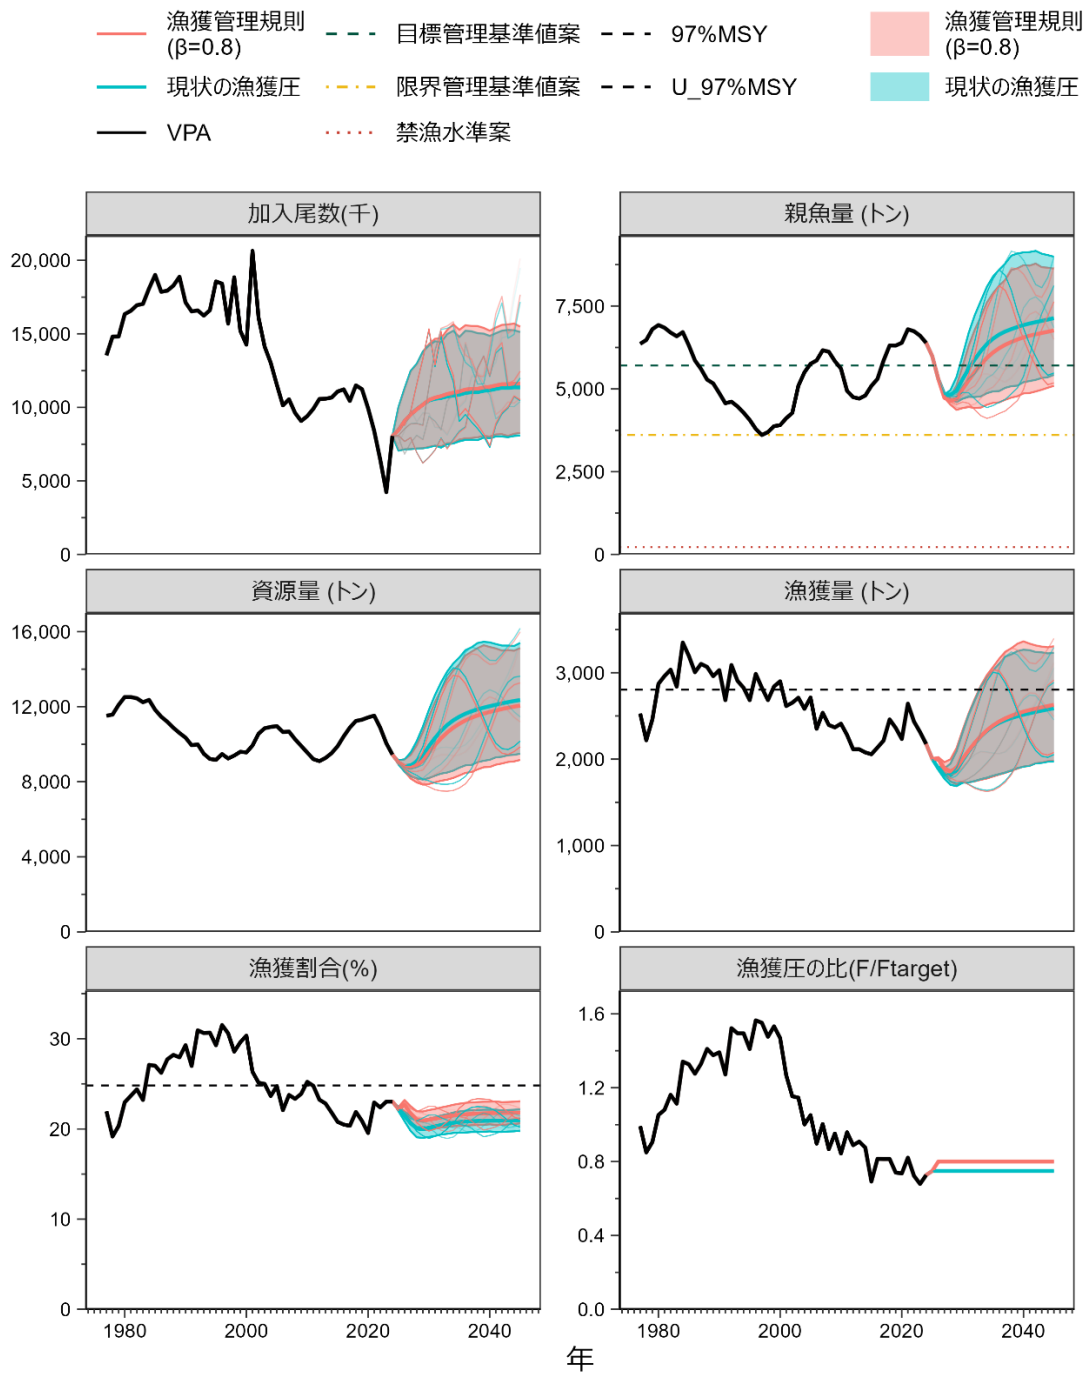 漁獲管理規則
(β=0.8)
目標管理基準値案
97%MSY
漁獲管理規則
(β=0.8)
現状の漁獲圧
限界管理基準値案
U_97%MSY
現状の漁獲圧
VPA
禁漁水準案
加入尾数(千)
20,000
15,000
10,000
5,000
0
親魚量 (トン)
7,500
5,000
2,500
0
資源量 (トン)
16,000
12,000
8,000
4,000
0
漁獲量 (トン)
3,000
2,000
1,000
0
漁獲割合(%)
30
20
10
0
1980 2000 2020 2040
漁獲圧の比(F/Ftarget)
1.6
1.2
0.8
0.4
0.0
1980 2000 2020 2040
年